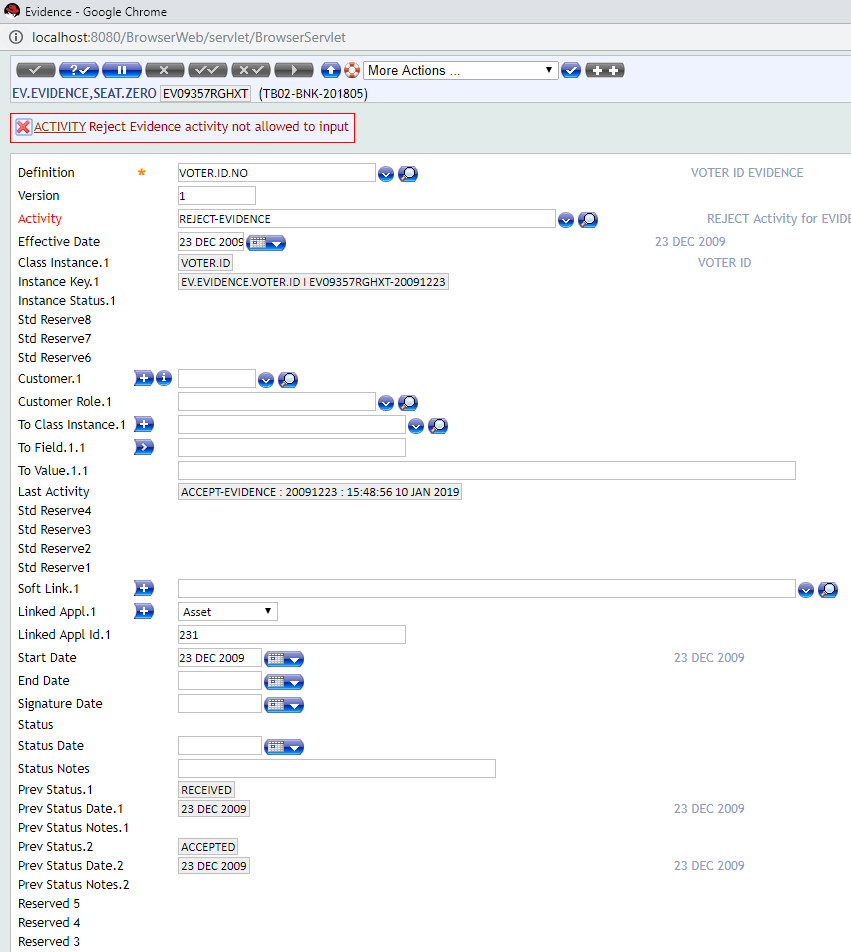 Evidence - Google Chrome
localhost:8080/BrowserWeb/servlet/BrowserServlet
More Actions ...
EV.EVIDENCE,SEAT.ZERO EV09357RGHXT (TB02-BNK-201805)
ACTIVITY Reject Evidence activity not allowed to input
Definition * VOTER.ID.NO VOTER ID EVIDENCE
Version 1
Activity REJECT-EVIDENCE REJECT Activity for EVIDE
Effective Date 23 DEC 2009 23 DEC 2009
Class Instance.1 VOTER.ID VOTER ID
Instance Key.1 EV.EVIDENCE.VOTER.ID I EV09357RGHXT-20091223
Instance Status.1
Std Reserve8
Std Reserve7
Std Reserve6
Customer.1
Customer Role.1
To Class Instance.1
To Field.1.1
To Value.1.1
Last Activity ACCEPT-EVIDENCE : 20091223 : 15:48:56 10 JAN 2019
Std Reserve4
Std Reserve3
Std Reserve2
Std Reserve1
Soft Link.1
Linked Appl.1 Asset
Linked Appl Id.1 231
Start Date 23 DEC 2009 23 DEC 2009
End Date
Signature Date
Status
Status Date
Status Notes
Prev Status.1 RECEIVED
Prev Status Date.1 23 DEC 2009 23 DEC 2009
Prev Status Notes.1
Prev Status.2 ACCEPTED
Prev Status Date.2 23 DEC 2009 23 DEC 2009
Prev Status Notes.2
Reserved 5
Reserved 4
Reserved 3